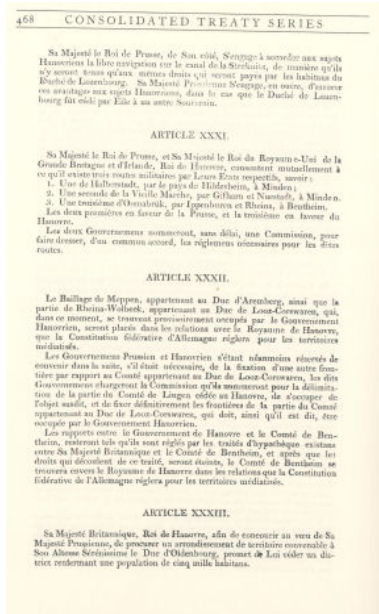 468 CONSOLIDATED TREATY SERIES
Sa Majesté le Roi de Prusse, de Son côté, S'engage à accorder aux sujets
Hanovriens la libre navigation sur le canal de la Stecknitz, de manière qu'ils
n'y seront tenus qu'aux mêmes droits qui seront payés par les habitans du
Duché de Lauenbourg. Sa Majesté Prussienne S'engage, en outre, d'assurer
ces avantages aux sujets Hanovriens, dans le cas que le Duché de Lauen-
bourg fût cédé par Elle à un autre Souverain.
ARTICLE XXXI.
Sa Majesté le Roi de Prusse, et Sa Majesté le Roi du Royaume-Uni de la
Grande Bretagne et d'Irlande, Roi de Hanovre, consentent mutuellement à
ce qu'il existe trois routes militaires par leurs Etats respectifs, savoir;
1. Une de Halberstadt, par le pays de Hildesheim, à Minden;
2. Une seconde de la Vieille Marche, par Gifhorn et Neustadt, à Minden.
3. Une troisième d'Osnabrük, par Ippenburen et Rheina, à Bentheim.
Les deux premières en faveur de la Prusse, et la troisième en faveur du
Hanovre.
Les deux Gouvernemens nommeront, sans délai, une Commission, pour
faire dresser, d'un commun accord, les réglemens nécessaires pour les dites
routes.
ARTICLE XXXII.
Le Baillage de Meppen, appartenant au Duc d'Aremberg, ainsi que la
partie de Rheina-Wolbeck, appartenant au Duc de Looz-Corswaren, qui,
dans ce moment, se trouvent provisoirement occupés par le Gouvernement
Hanovrien, seront placés dans les relations avec le Royaume de Hanovre,
que la Constitution fédérative d'Allemagne réglera pour les territoires
médiatisés.
Les Gouvernemens Prussien et Hanovrien s'étant néanmoins réservés de
convenir dans la suite, s'il étoit nécessaire, de la fixation d'une autre fron-
tière par rapport au Comté appartenant au Duc de Looz-Corswaren, les dits
Gouvernemens chargeront la Commission qu'ils nommeront pour la délimita-
tion de la partie du Comté de Lingen cédée au Hanovre, de s'occuper de
l'objet susdit, et de fixer définitivement les frontières de la partie du Comté
appartenant au Duc de Looz-Corswaren, qui doit, ainsi qu'il est dit, être
occupée par le Gouvernement Hanovrien.
Les rapports entre le Gouvernement de Hanovre et le Comté de Ben-
theim, resteront tels qu'ils sont réglés par les traités d'hypothèque existans
entre Sa Majesté Britannique et le Comté de Bentheim, et après que les
droits qui découlent de ce traité, seront éteints, le Comté de Bentheim se
trouvera envers le Royaume de Hanovre dans les relations que la Constitution
fédérative de l'Allemagne réglera pour les territoires médiatisés.
ARTICLE XXXIII.
Sa Majesté Britannique, Roi de Hanovre, afin de concourir au vœu de Sa
Majesté Prussienne, de procurer un arrondissement de territoire convenable à
Son Altesse Sérénissime le Duc d'Oldenbourg, promet de Lui céder un dis-
trict renfermant une population de cinq mille habitans.